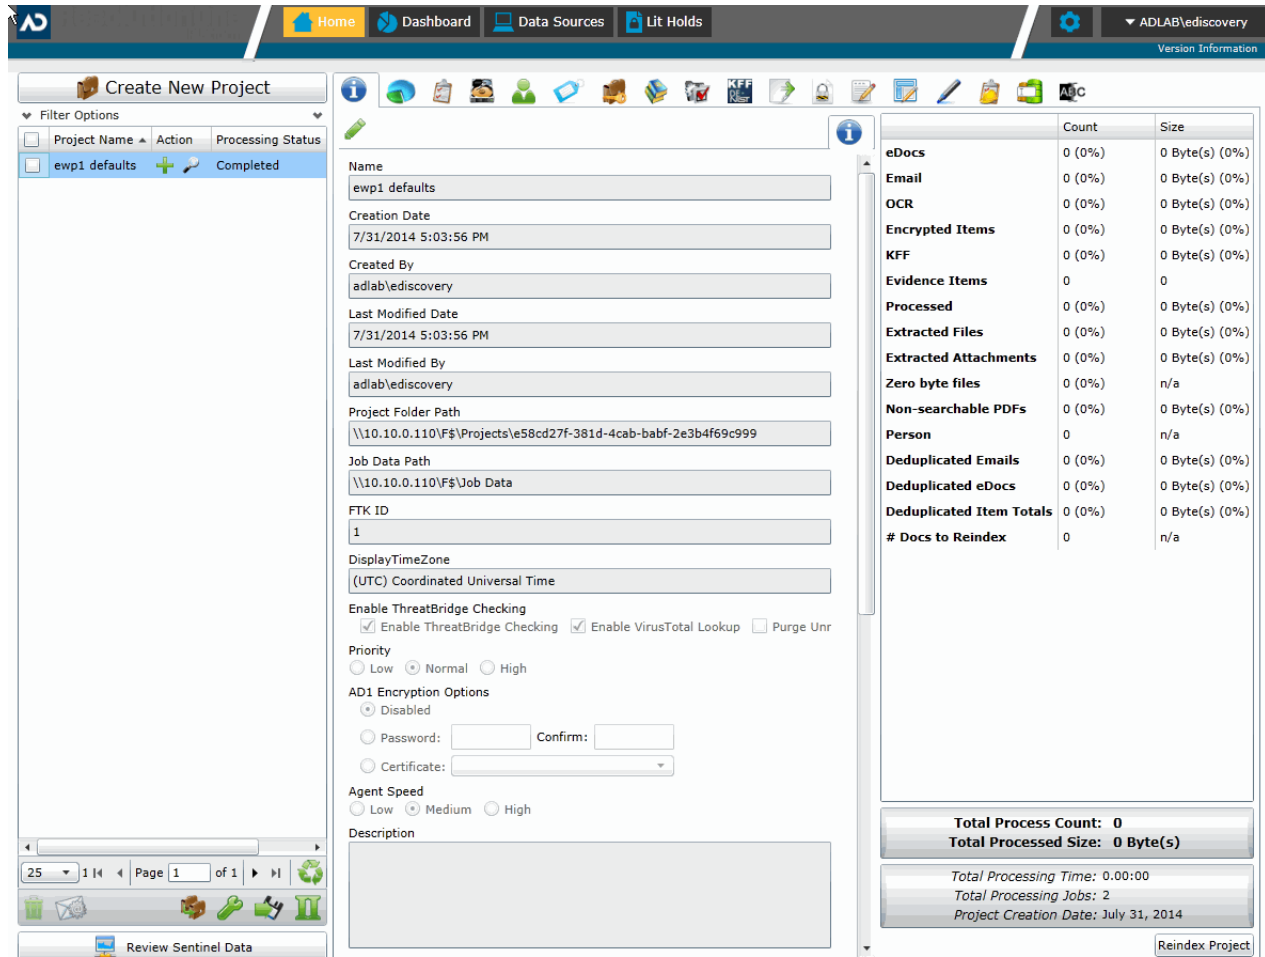 AD
Home
Dashboard
Data Sources
Lit Holds
ADLAB\ediscovery
Version Information
Create New Project
Filter Options
Project Name Action Processing Status
ewp1 defaults Completed
25 1 Page 1 of 1
Review Sentinel Data
KFF
ABC
Name
ewp1 defaults
Creation Date
7/31/2014 5:03:56 PM
Created By
adlab\ediscovery
Last Modified Date
7/31/2014 5:03:56 PM
Last Modified By
adlab\ediscovery
Project Folder Path
\\10.10.0.110\F$\Projects\e58cd27f-381d-4cab-babf-2e3b4f69c999
Job Data Path
\\10.10.0.110\F$\Job Data
FTK ID
1
DisplayTimeZone
(UTC) Coordinated Universal Time
Enable ThreatBridge Checking
Enable ThreatBridge Checking Enable VirusTotal Lookup Purge Unr
Priority
Low Normal High
AD1 Encryption Options
Disabled
Password: Confirm:
Certificate:
Agent Speed
Low Medium High
Description
Count Size
eDocs 0 (0%) 0 Byte(s) (0%)
Email 0 (0%) 0 Byte(s) (0%)
OCR 0 (0%) 0 Byte(s) (0%)
Encrypted Items 0 (0%) 0 Byte(s) (0%)
KFF 0 (0%) 0 Byte(s) (0%)
Evidence Items 0 0
Processed 0 (0%) 0 Byte(s) (0%)
Extracted Files 0 (0%) 0 Byte(s) (0%)
Extracted Attachments 0 (0%) 0 Byte(s) (0%)
Zero byte files 0 (0%) n/a
Non-searchable PDFs 0 (0%) 0 Byte(s) (0%)
Person 0 n/a
Deduplicated Emails 0 (0%) 0 Byte(s) (0%)
Deduplicated eDocs 0 (0%) 0 Byte(s) (0%)
Deduplicated Item Totals 0 (0%) 0 Byte(s) (0%)
# Docs to Reindex 0 n/a
Total Process Count: 0
Total Processed Size: 0 Byte(s)
Total Processing Time: 0.00:00
Total Processing Jobs: 2
Project Creation Date: July 31, 2014
Reindex Project